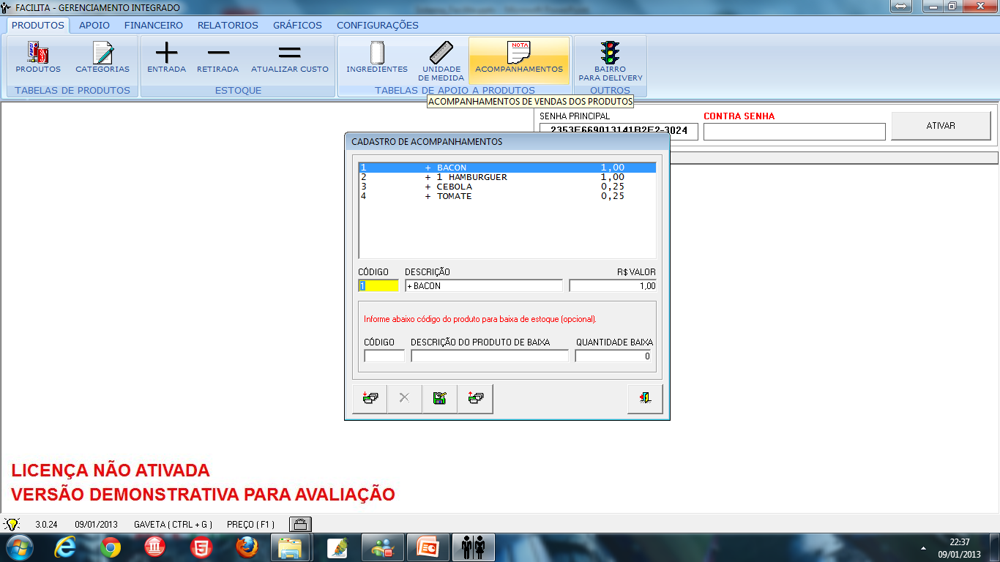 FACILITA - GERENCIAMENTO INTEGRADO
PRODUTOS APOIO FINANCEIRO RELATORIOS GRÁFICOS CONFIGURAÇÕES
PRODUTOS CATEGORIAS ENTRADA RETIRADA ATUALIZAR CUSTO INGREDIENTES UNIDADE DE MEDIDA NOTA ACOMPANHAMENTOS BAIRRO PARA DELIVERY
TABELAS DE PRODUTOS ESTOQUE TABELAS DE APOIO A PRODUTOS OUTROS
ACOMPANHAMENTOS DE VENDAS DOS PRODUTOS
SENHA PRINCIPAL CONTRA SENHA
2353E669013141B2E2-3024 ATIVAR
CADASTRO DE ACOMPANHAMENTOS
1 + BACON 1,00
2 + 1 HAMBURGUER 1,00
3 + CEBOLA 0,25
4 + TOMATE 0,25
CÓDIGO DESCRIÇÃO R$ VALOR
1 + BACON 1,00
Informe abaixo código do produto para baixa de estoque (opcional).
CÓDIGO DESCRIÇÃO DO PRODUTO DE BAIXA QUANTIDADE BAIXA
0
LICENÇA NÃO ATIVADA
VERSÃO DEMONSTRATIVA PARA AVALIAÇÃO
3.0.24 09/01/2013 GAVETA ( CTRL + G ) PREÇO ( F1 )
22:37
09/01/2013